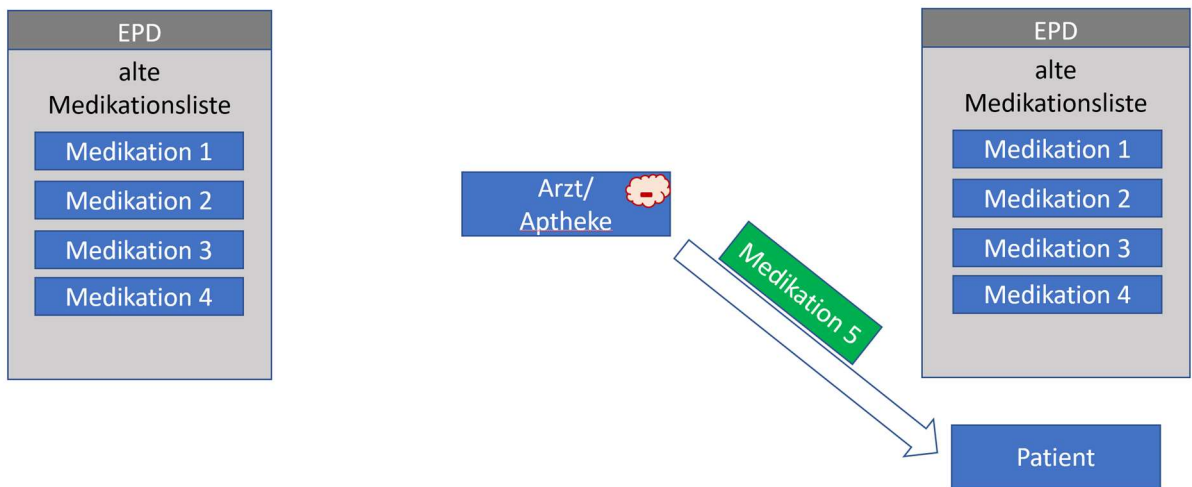 EPD
alte
Medikationsliste
Medikation 1
Medikation 2
Medikation 3
Medikation 4
Arzt/
Aptheke
Medikation 5
EPD
alte
Medikationsliste
Medikation 1
Medikation 2
Medikation 3
Medikation 4
Patient